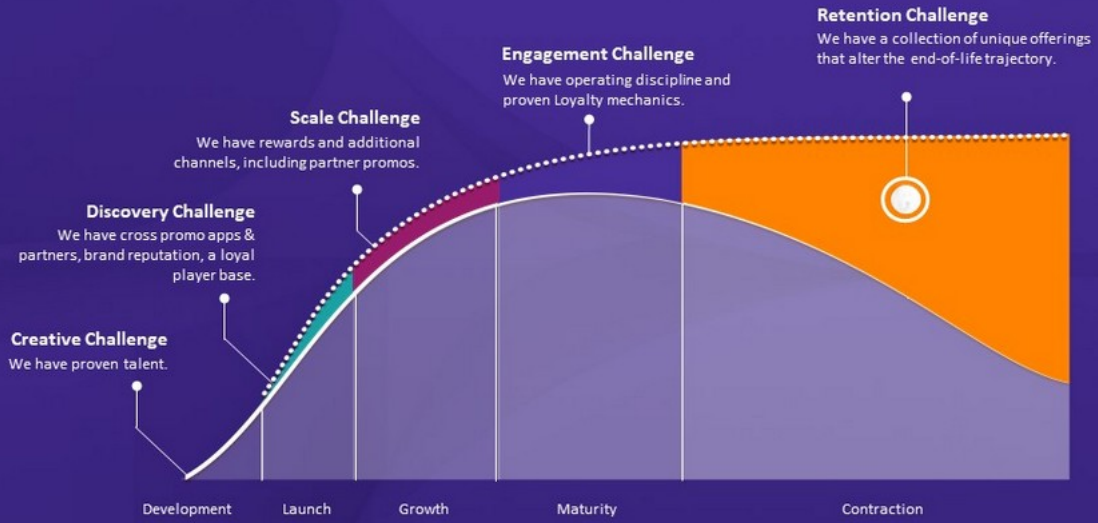 Retention Challenge
We have a collection of unique offerings
that alter the end-of-life trajectory.
Engagement Challenge
We have operating discipline and
proven Loyalty mechanics.
Scale Challenge
We have rewards and additional
channels, including partner promos.
Discovery Challenge
We have cross promo apps &
partners, brand reputation, a loyal
player base.
Creative Challenge
We have proven talent.
Development
Launch
Growth
Maturity
Contraction